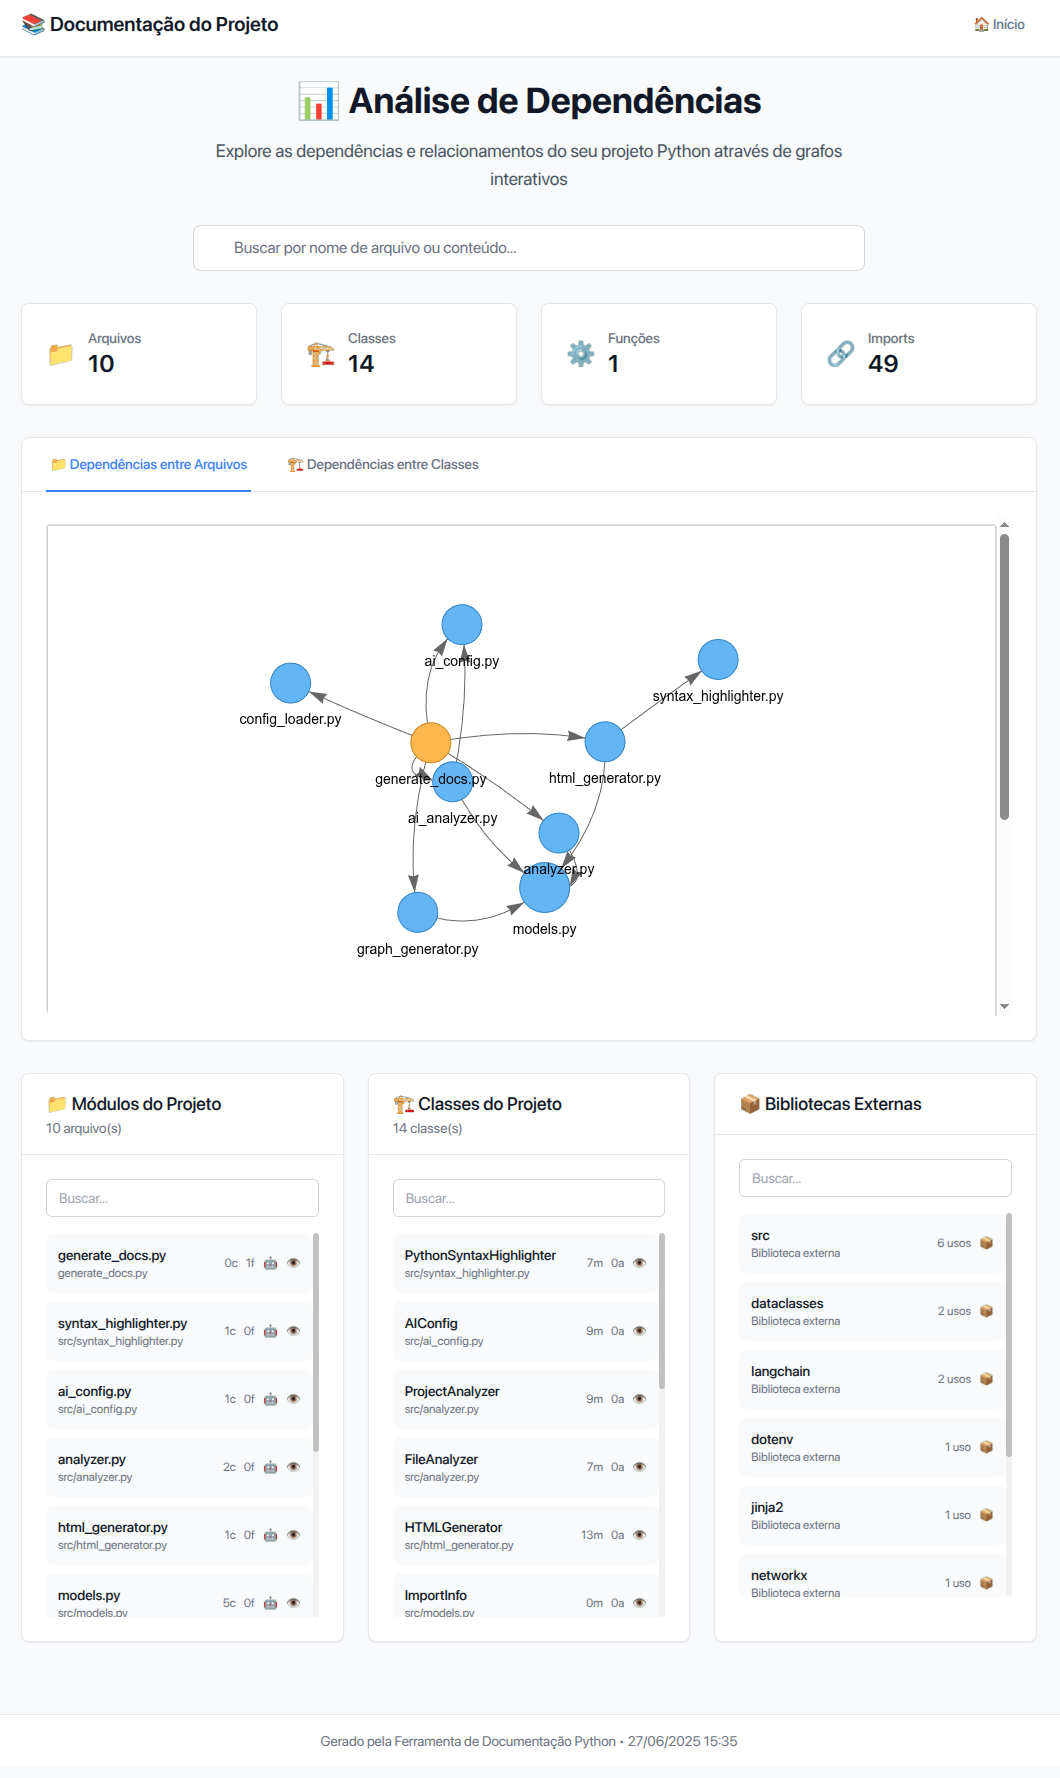 📚 Documentação do Projeto
🏠 Início
📊 Análise de Dependências
Explore as dependências e relacionamentos do seu projeto Python através de grafos
interativos
Buscar por nome de arquivo ou conteúdo...
Arquivos
10
Classes
14
Funções
1
Imports
49
📁 Dependências entre Arquivos
🏗️ Dependências entre Classes
ai_config.py
syntax_highlighter.py
config_loader.py
generate_docs.py
html_generator.py
ai_analyzer.py
analyzer.py
models.py
graph_generator.py
📁 Módulos do Projeto
10 arquivo(s)
Buscar...
generate_docs.py
generate_docs.py
0c 1f
syntax_highlighter.py
src/syntax_highlighter.py
1c 0f
ai_config.py
src/ai_config.py
1c 0f
analyzer.py
src/analyzer.py
2c 0f
html_generator.py
src/html_generator.py
1c 0f
models.py
src/models.py
5c 0f
🏗️ Classes do Projeto
14 classe(s)
Buscar...
PythonSyntaxHighlighter
src/syntax_highlighter.py
7m 0a
AIConfig
src/ai_config.py
9m 0a
ProjectAnalyzer
src/analyzer.py
9m 0a
FileAnalyzer
src/analyzer.py
7m 0a
HTMLGenerator
src/html_generator.py
13m 0a
ImportInfo
src/models.py
0m 0a
📦 Bibliotecas Externas
Buscar...
src
Biblioteca externa
6 usos
dataclasses
Biblioteca externa
2 usos
langchain
Biblioteca externa
2 usos
dotenv
Biblioteca externa
1 uso
jinja2
Biblioteca externa
1 uso
networkx
Biblioteca externa
1 uso
Gerado pela Ferramenta de Documentação Python • 27/06/2025 15:35